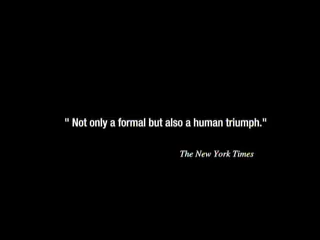 " Not only a formal but also a human triumph."
The New York Times